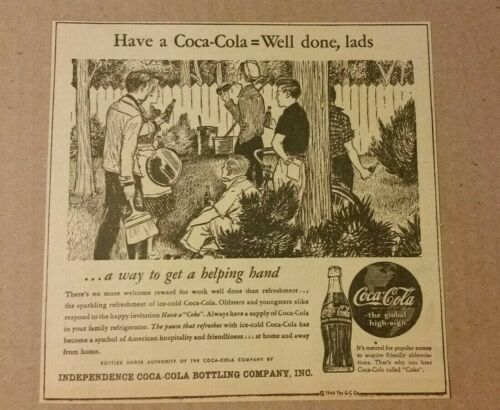 Have a Coca-Cola = Well done, lads
...a way to get a helping hand
There's no more welcome reward for work well done than refreshment...
the sparkling refreshment of ice-cold Coca-Cola. Oldsters and youngsters alike
respond to the happy invitation Have a "Coke". Always have a supply of Coca-Cola
in your family refrigerator. The pause that refreshes with ice-cold Coca-Cola has
become a symbol of American hospitality and friendliness...at home and away
from home.
BOTTLED UNDER AUTHORITY OF THE COCA-COLA COMPANY BY
INDEPENDENCE COCA-COLA BOTTLING COMPANY, INC.
Coca-Cola
Coca-Cola
-the global
high-sign
It's natural for popular names
to acquire friendly abbrevia-
tions. That's why you hear
Coca-Cola called "Coke".
© 1944 The C-C Co.